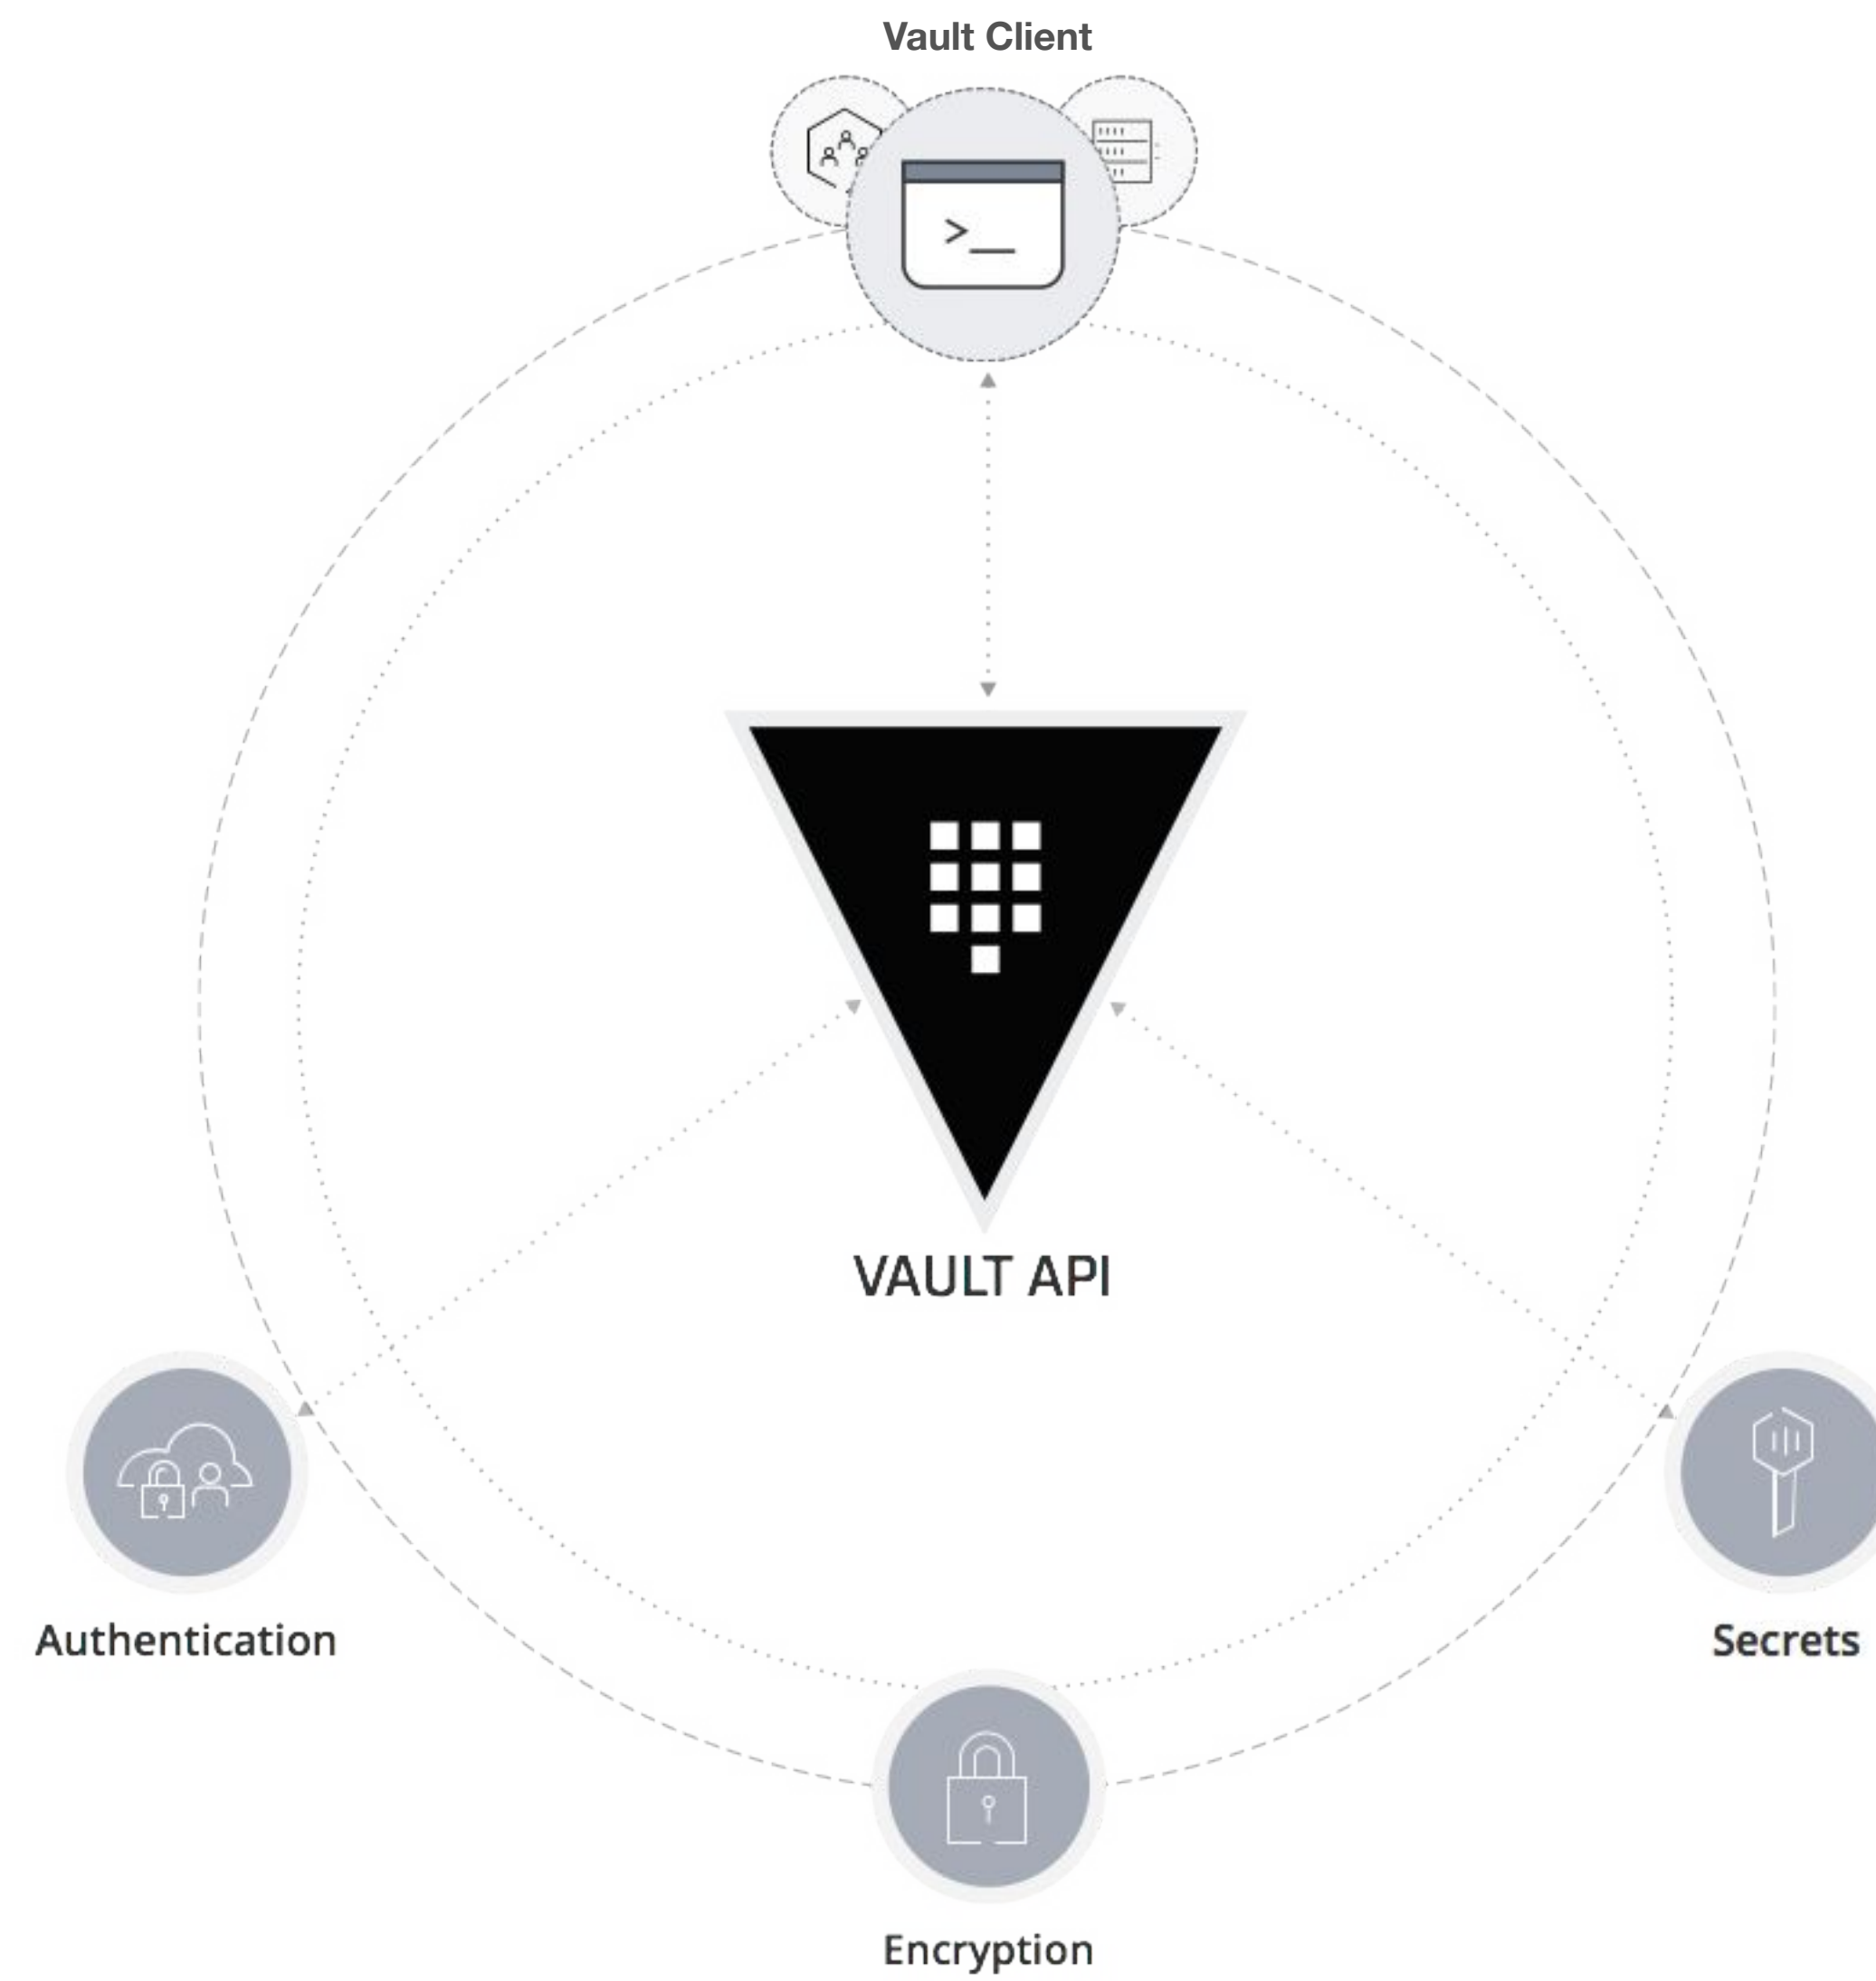 Vault Client
>_
VAULT API
Authentication
Secrets
Encryption